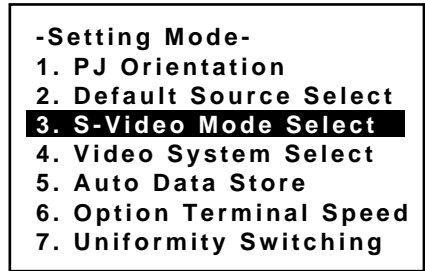 -Setting Mode-
1. PJ Orientation
2. Default Source Select
3. S-Video Mode Select
4. Video System Select
5. Auto Data Store
6. Option Terminal Speed
7. Uniformity Switching